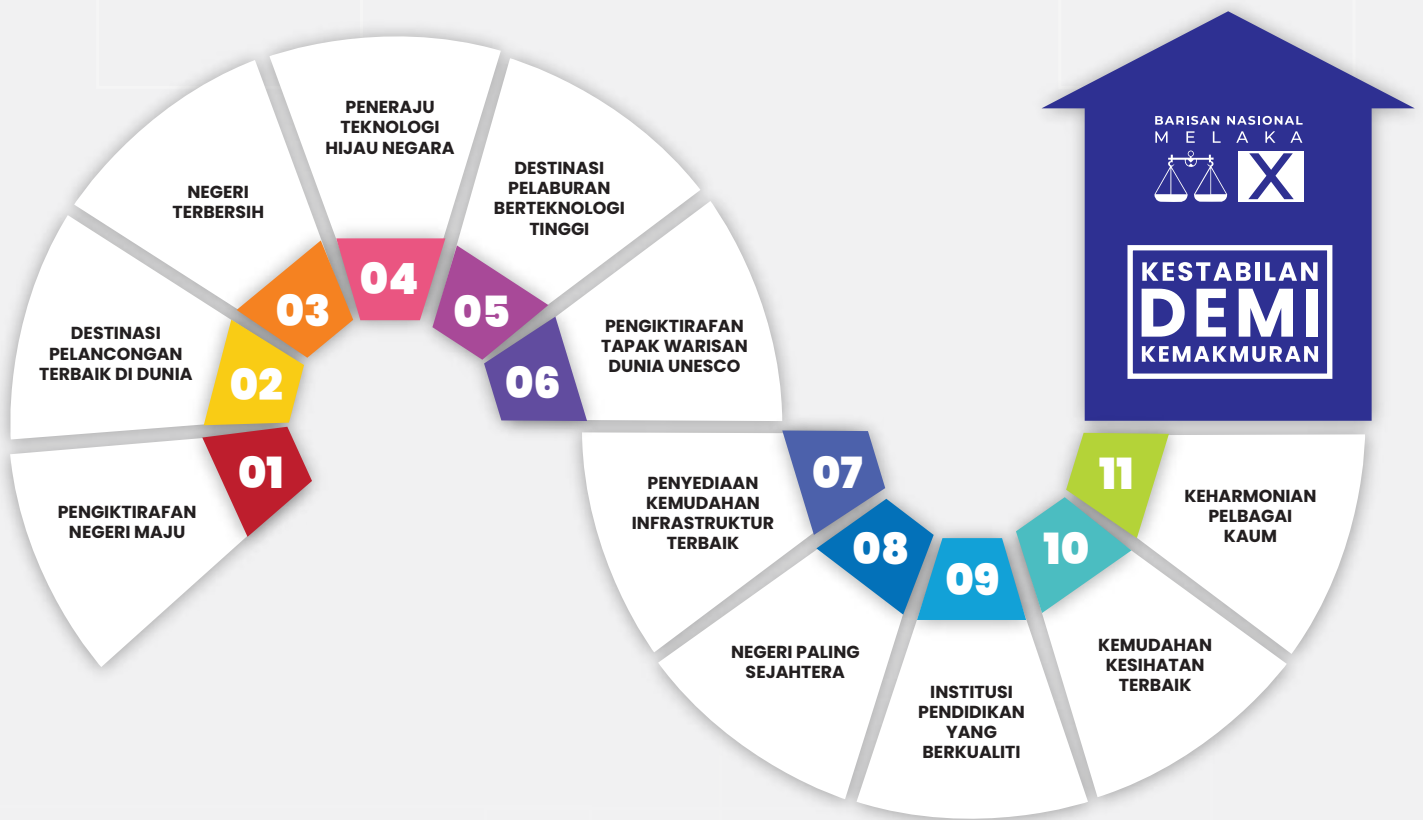 01
PENGIKTIRAFAN
NEGERI MAJU
02
DESTINASI
PELANCONGAN
TERBAIK DI DUNIA
03
NEGERI
TERBERSIH
04
PENERAJU
TEKNOLOGI
HIJAU NEGARA
05
DESTINASI
PELABURAN
BERTEKNOLOGI
TINGGI
06
PENGIKTIRAFAN
TAPAK WARISAN
DUNIA UNESCO
07
PENYEDIAAN
KEMUDAHAN
INFRASTRUKTUR
TERBAIK
08
NEGERI PALING
SEJAHTERA
09
INSTITUSI
PENDIDIKAN
YANG
BERKUALITI
10
KEMUDAHAN
KESIHATAN
TERBAIK
11
KEHARMONIAN
PELBAGAI
KAUM
BARISAN NASIONAL
MELAKA
X
KESTABILAN
DEMI
KEMAKMURAN